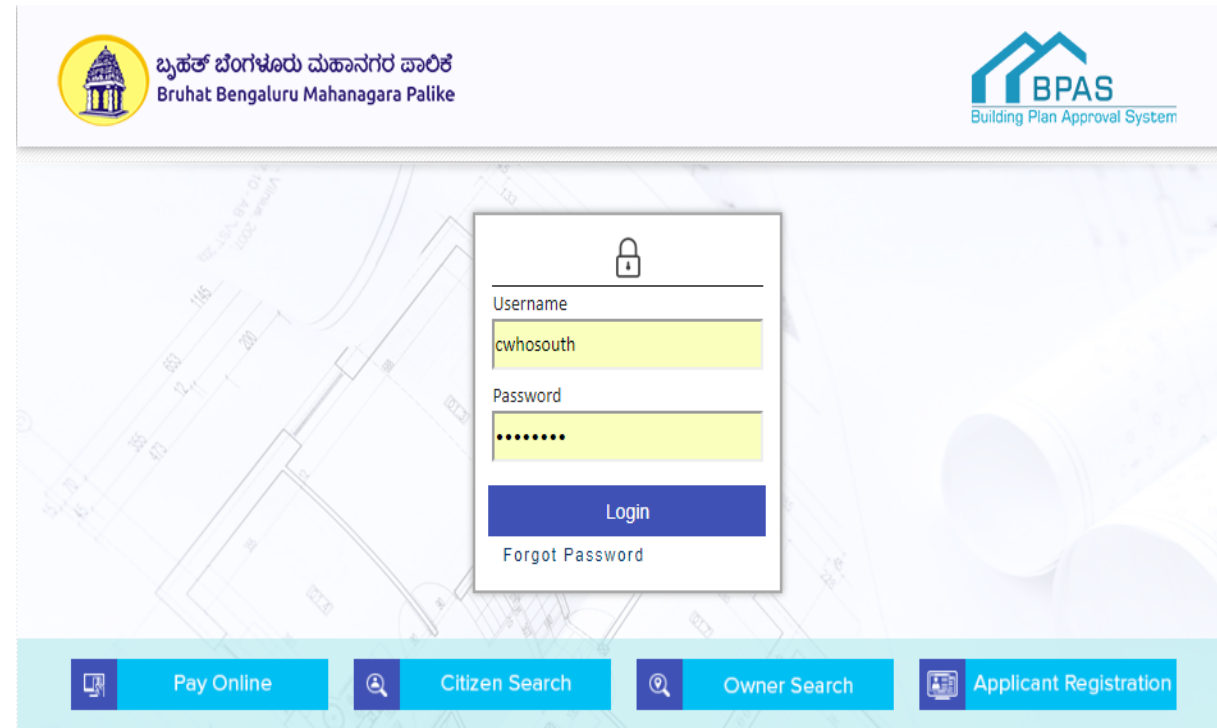 ಬೃಹತ್ ಬೆಂಗಳೂರು ಮಹಾನಗರ ಪಾಲಿಕೆ
Bruhat Bengaluru Mahanagara Palike
BPAS
Building Plan Approval System
Username
cwhosouth
Password
••••••••
Login
Forgot Password
Pay Online
Citizen Search
Owner Search
Applicant Registration